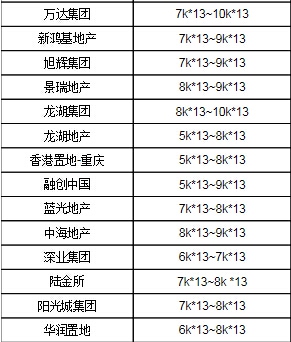 万达集团 7k*13~10k*13
新鸿基地产 7k*13~9k*13
旭辉集团 7k*13~9k*13
景瑞地产 8k*13~9k*13
龙湖集团 8k*13~10k*13
龙湖地产 5k*13~8k*13
香港置地-重庆 5k*13~8k*13
融创中国 5k*13~9k*13
蓝光地产 7k*13~8k*13
中海地产 8k*13~9k*13
深业集团 6k*13~7k*13
陆金所 7k*13~8k *13
阳光城集团 7k*13~8k*13
华润置地 6k*13~8k*13